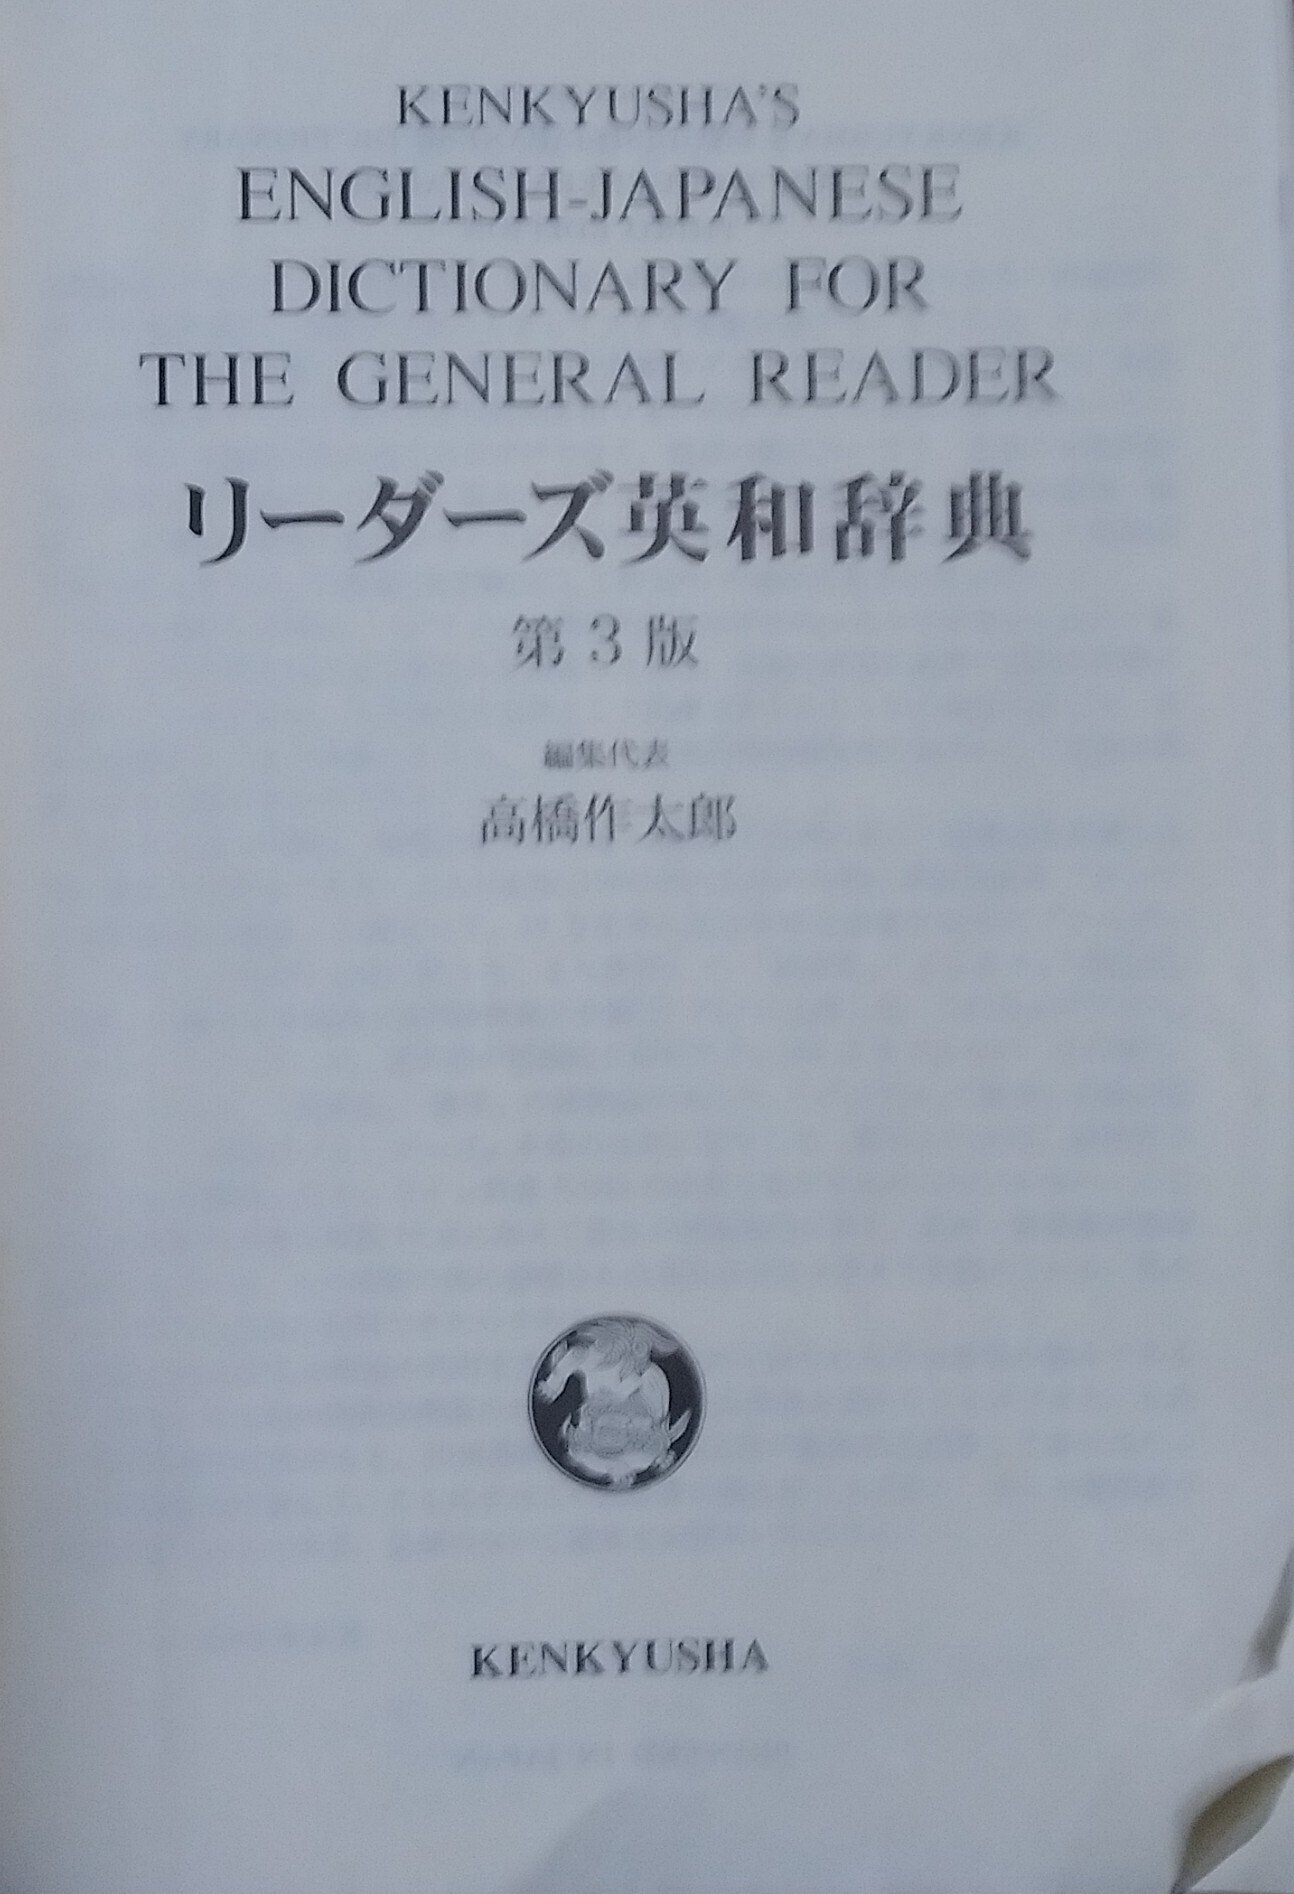 KENKYUSHA'S
ENGLISH-JAPANESE
DICTIONARY FOR
THE GENERAL READER
リーダーズ英和辞典
第3版
編集代表
高橋作太郎
KENKYUSHA